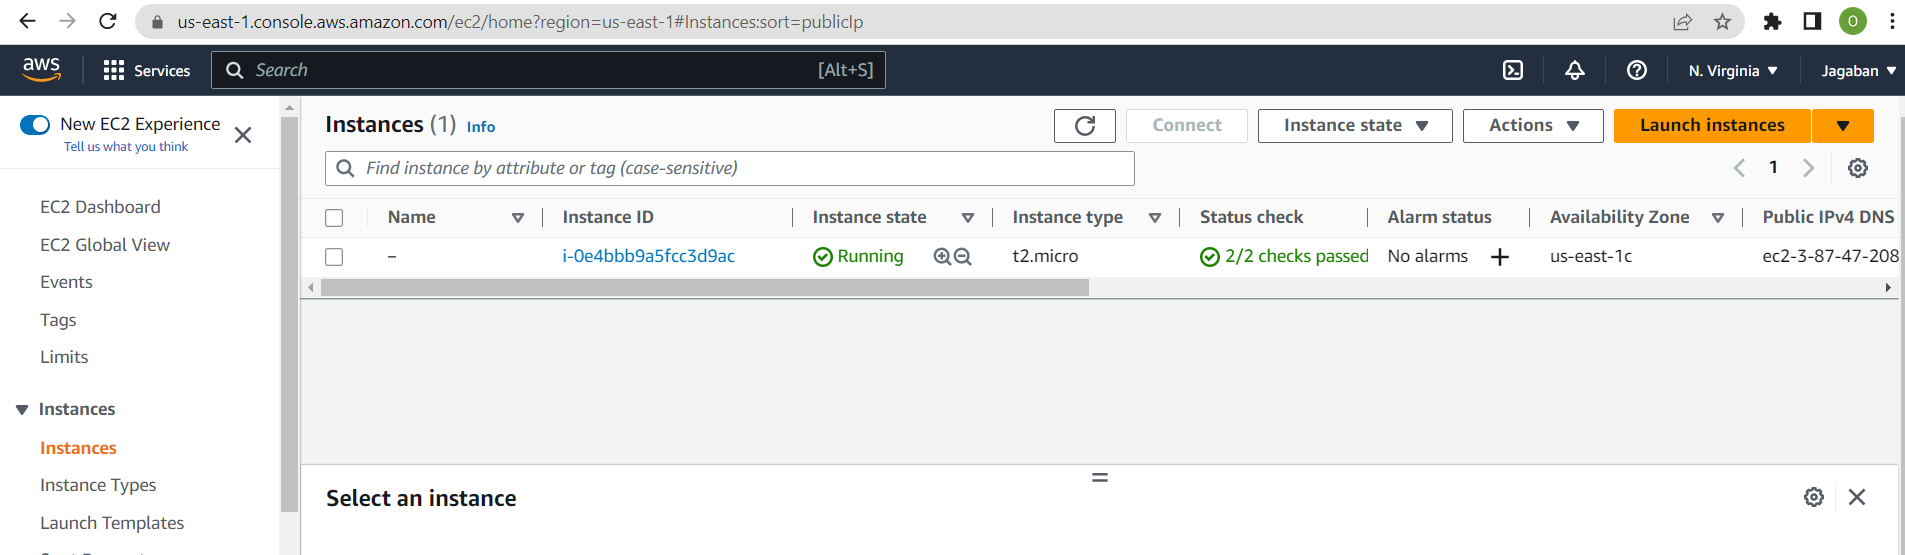 us-east-1.console.aws.amazon.com/ec2/home?region=us-east-1#Instances:sort=publicIp
O
aws
Services
Search
[Alt+S]
N. Virginia
Jagaban
New EC2 Experience
Tell us what you think
EC2 Dashboard
EC2 Global View
Events
Tags
Limits
Instances
Instances
Instance Types
Launch Templates
Instances (1) Info
Connect
Instance state
Actions
Launch instances
Find instance by attribute or tag (case-sensitive)
1
Name Instance ID Instance state Instance type Status check Alarm status Availability Zone Public IPv4 DNS
– i-0e4bbb9a5fcc3d9ac Running t2.micro 2/2 checks passed No alarms us-east-1c ec2-3-87-47-208
Select an instance